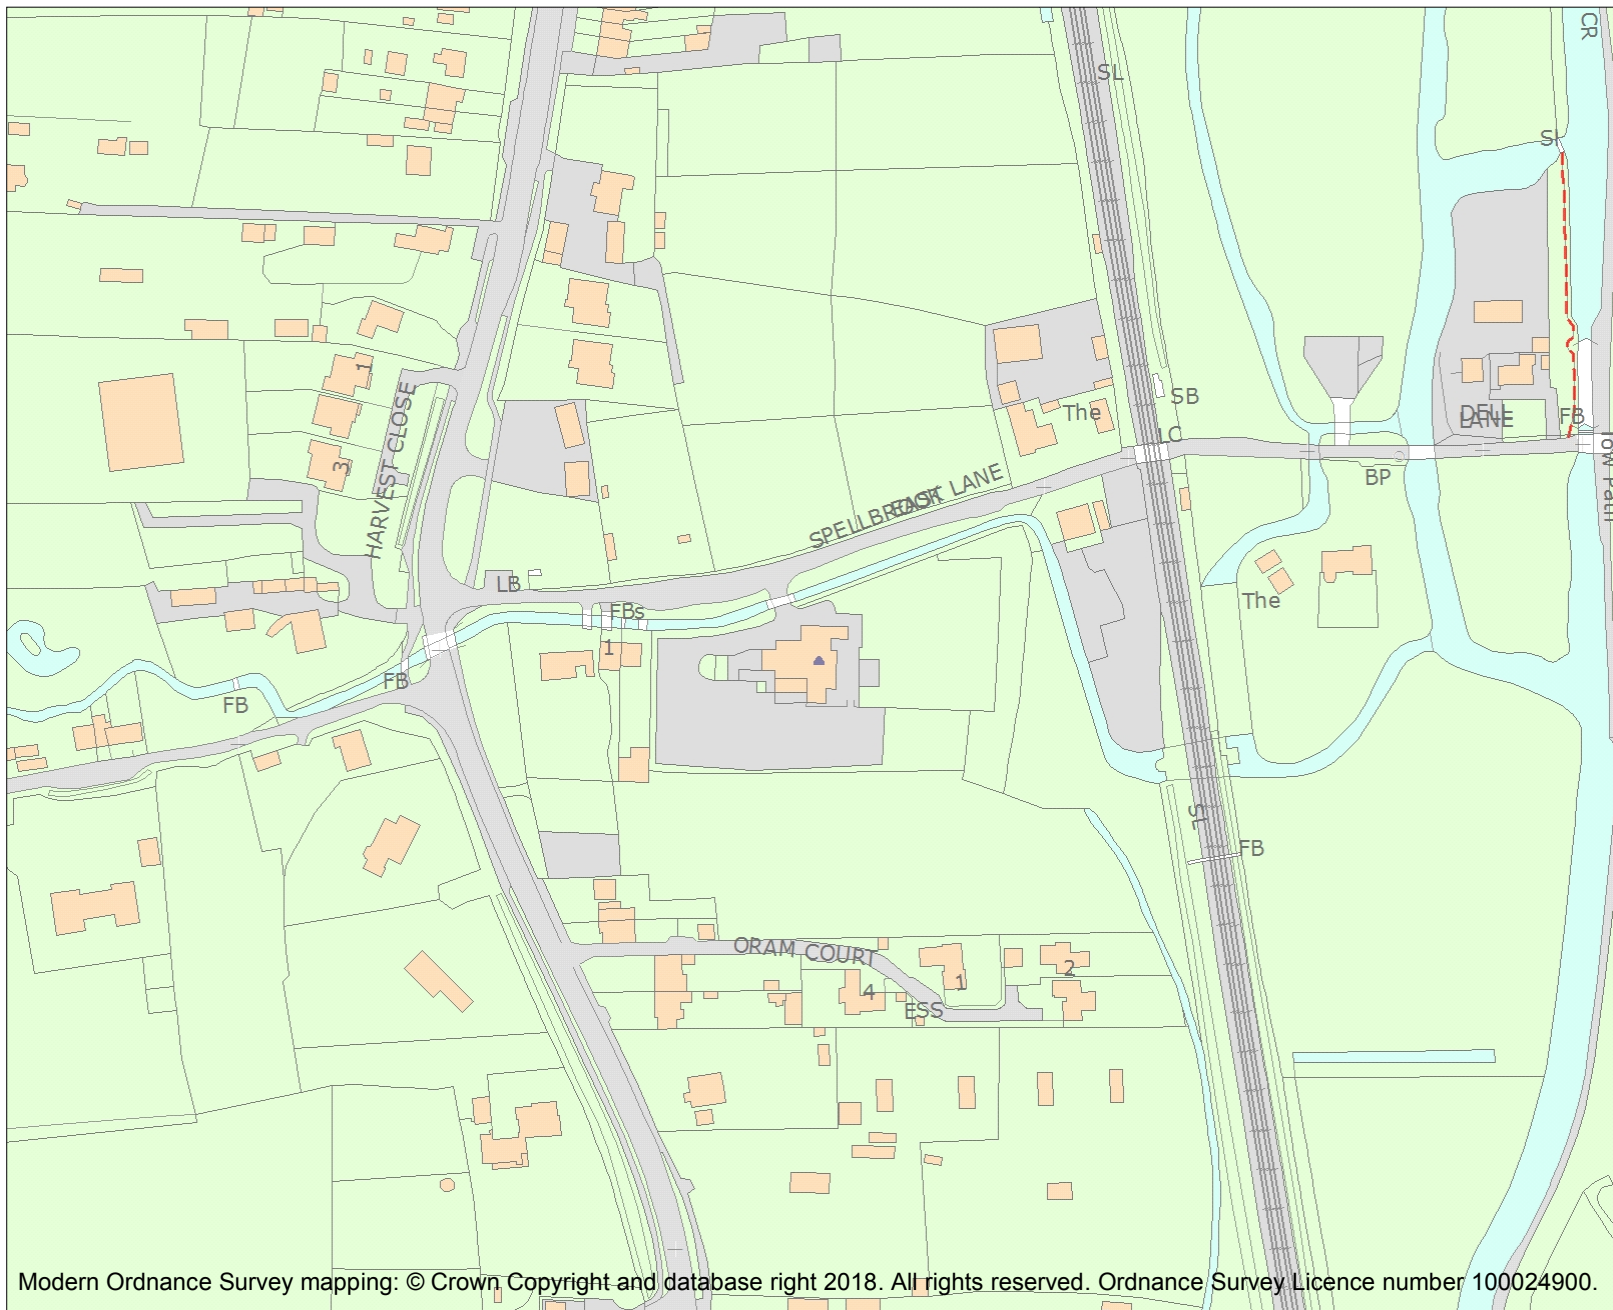 CR
SL
SL
1
HARVEST CLOSE
3
The
SB
LC
DELL
LANE
FB
Tow Path
BP
SPELLBROOK
EAST LANE
LB
FBs
1
The
FB
FB
SL
FB
ORAM COURT
1
2
4
ESS
Modern Ordnance Survey mapping: © Crown Copyright and database right 2018. All rights reserved. Ordnance Survey Licence number 100024900.